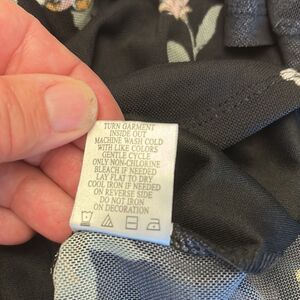 TURN GARMENT
INSIDE OUT
MACHINE WASH COLD
WITH LIKE COLORS
GENTLE CYCLE
ONLY NON-CHLORINE
BLEACH IF NEEDED
LAY FLAT TO DRY
COOL IRON IF NEEDED
ON REVERSE SIDE
DO NOT IRON
ON DECORATION